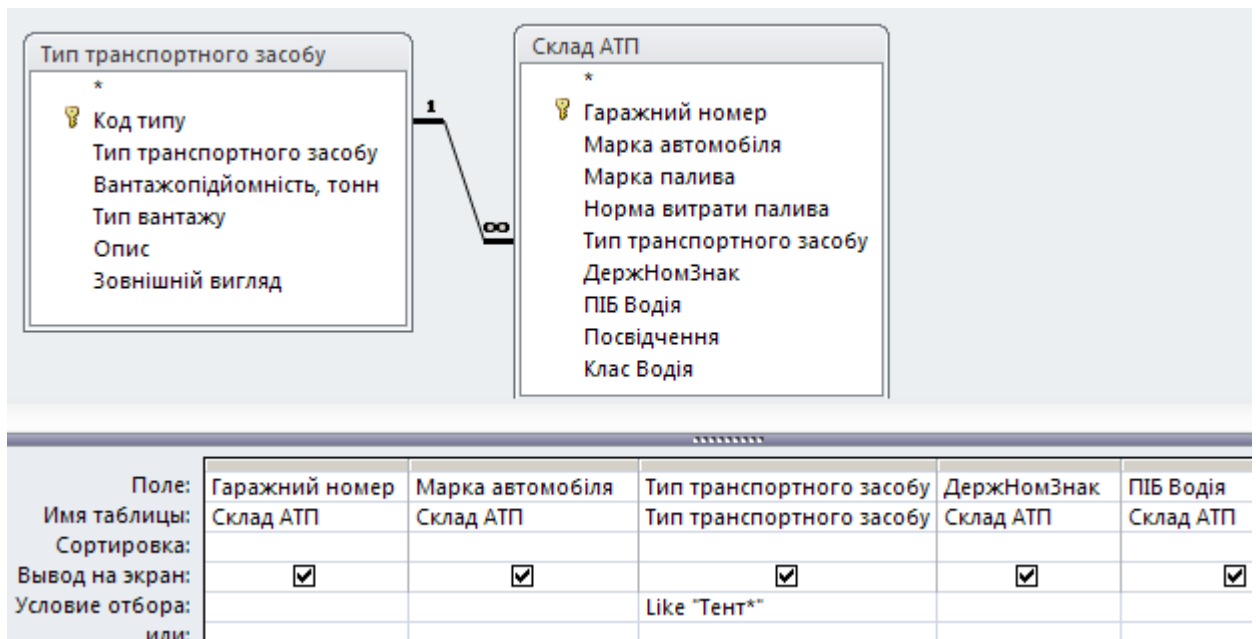 Тип транспортного засобу
*
Код типу
Тип транспортного засобу
Вантажопідйомність, тонн
Тип вантажу
Опис
Зовнішній вигляд
1
∞
Склад АТП
*
Гаражний номер
Марка автомобіля
Марка палива
Норма витрати палива
Тип транспортного засобу
ДержНомЗнак
ПІБ Водія
Посвідчення
Клас Водія
Поле: Гаражний номер Марка автомобіля Тип транспортного засобу ДержНомЗнак ПІБ Водія
Имя таблицы: Склад АТП Склад АТП Тип транспортного засобу Склад АТП Склад АТП
Сортировка:
Вывод на экран:
Условие отбора: Like "Тент*"
или: